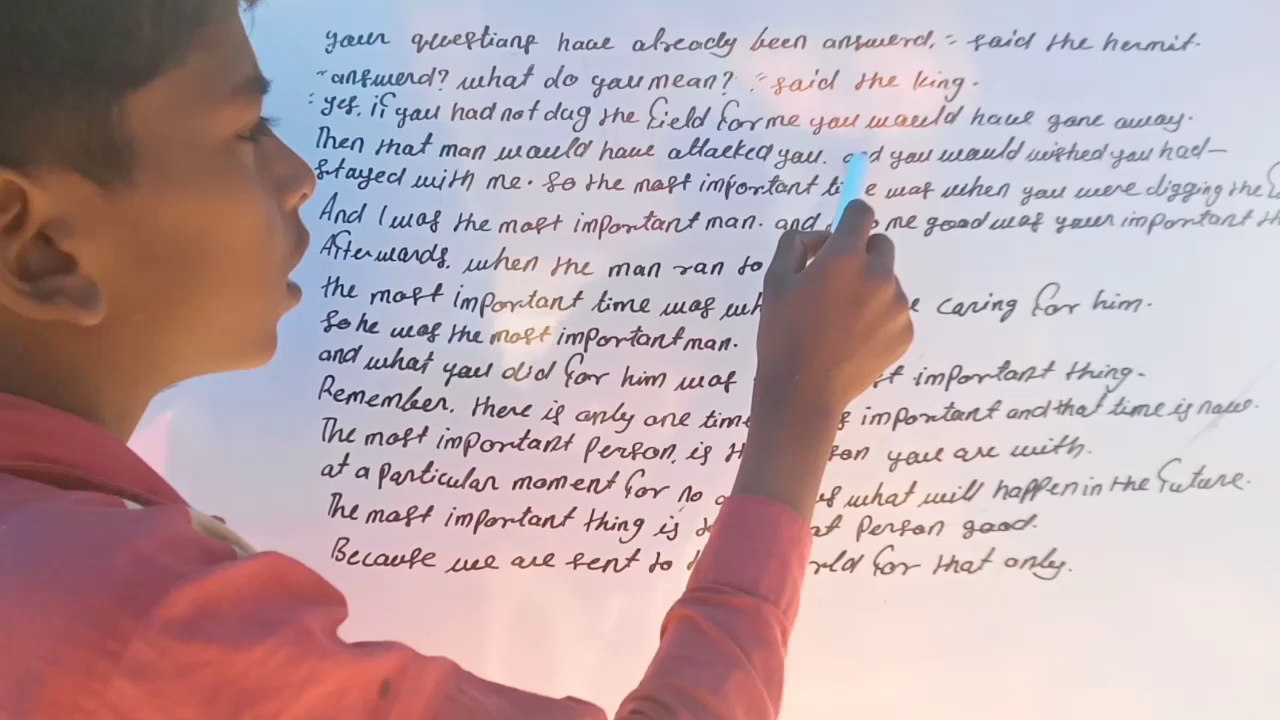 your questions have already been answerd." said the hermit.
"answerd? what do you mean?" "said the king.
"yes. if you had not dug the field for me you would have gone away.
Then that man would have attacked you. and you would wished you had-
stayed with me. so the most important was when you were digging the
And I was the most important man. and me good was your important
Afterwards. when the man ran to
the most important time was caring for him.
so he was the most important man.
and what you did for him was important thing.
Remember. there is only one important and that time is now.
The most important person. is you are with.
at a particular moment for no what will happen in the future.
The most important thing is person good.
Because we are sent to for that only.